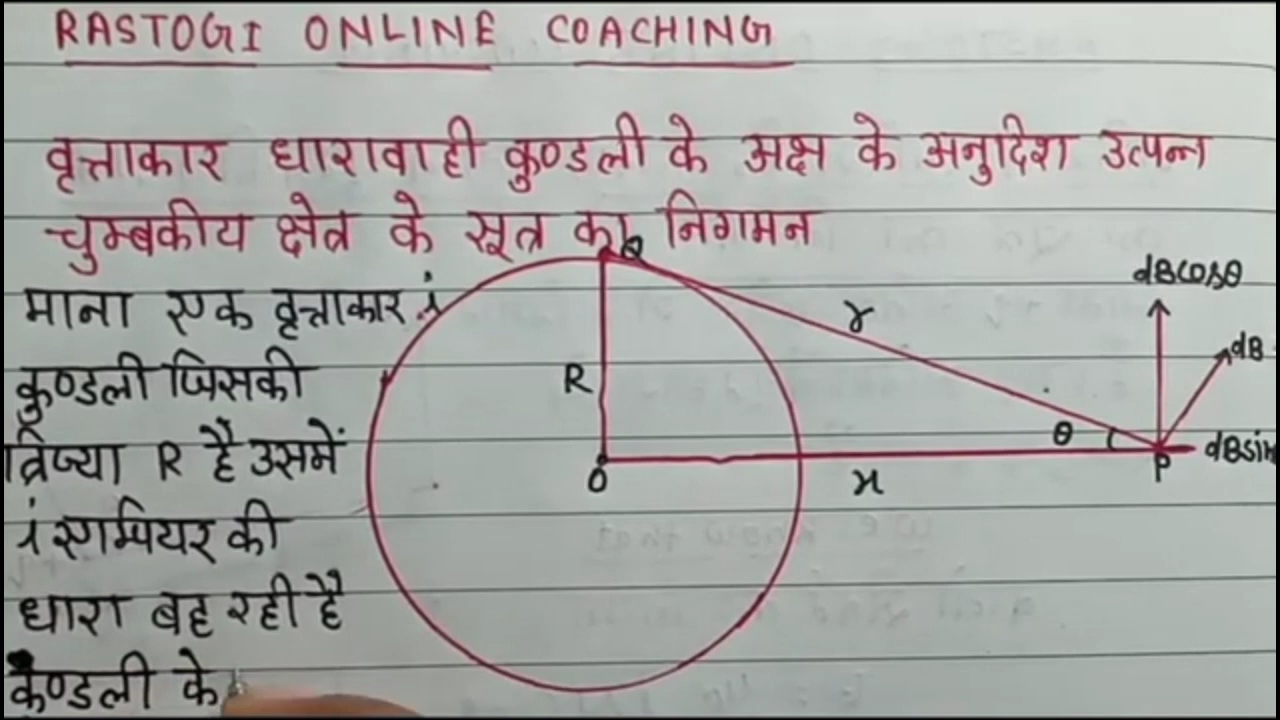 RASTOGI ONLINE COACHING
वृत्ताकार धारावाही कुण्डली के अक्ष के अनुदिश उत्पन्न
चुम्बकीय क्षेत्र के सूत्र का निगमन
माना एक वृत्ताकार
कुण्डली जिसकी
त्रिज्या R है उसमें
i एम्पियर की
धारा बह रही है
कुण्डली के
i
Q
r
R
O
x
θ
P
dBcosθ
dB
dBsin